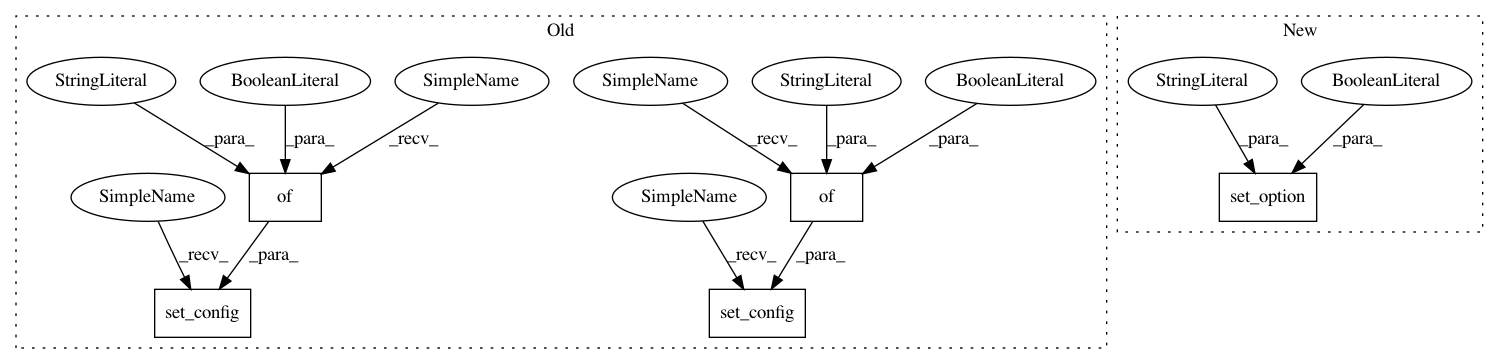 Old
New
StringLiteral
BooleanLiteral
SimpleName
SimpleName
StringLiteral
BooleanLiteral
StringLiteral
BooleanLiteral
_para_
_para_
_recv_
_recv_
_para_
_para_
_para_
_para_
SimpleName
of
SimpleName
of
set_option
_recv_
_para_
_recv_
_para_
set_config
set_config